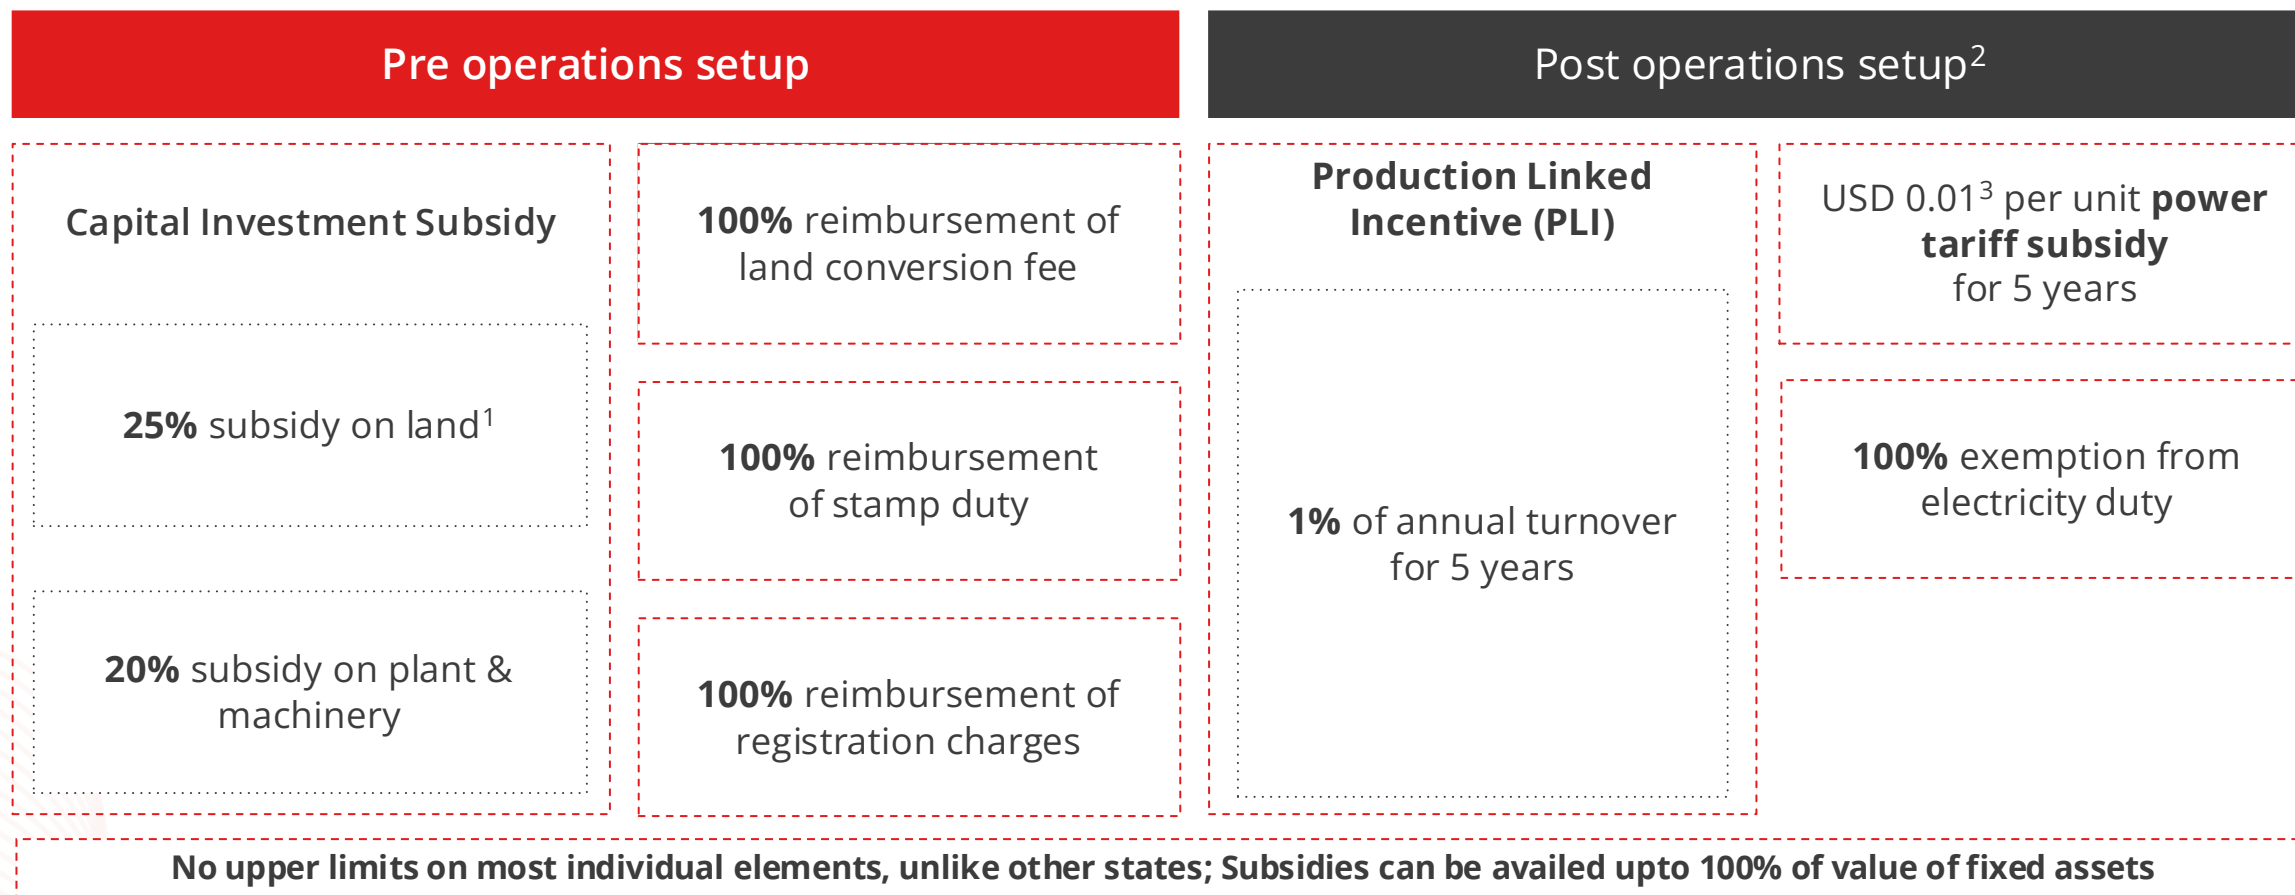 Pre operations setup
Post operations setup²
Capital Investment Subsidy
25% subsidy on land¹
20% subsidy on plant &
machinery
100% reimbursement of
land conversion fee
100% reimbursement
of stamp duty
100% reimbursement of
registration charges
Production Linked
Incentive (PLI)
1% of annual turnover
for 5 years
USD 0.01³ per unit power
tariff subsidy
for 5 years
100% exemption from
electricity duty
No upper limits on most individual elements, unlike other states; Subsidies can be availed upto 100% of value of fixed assets